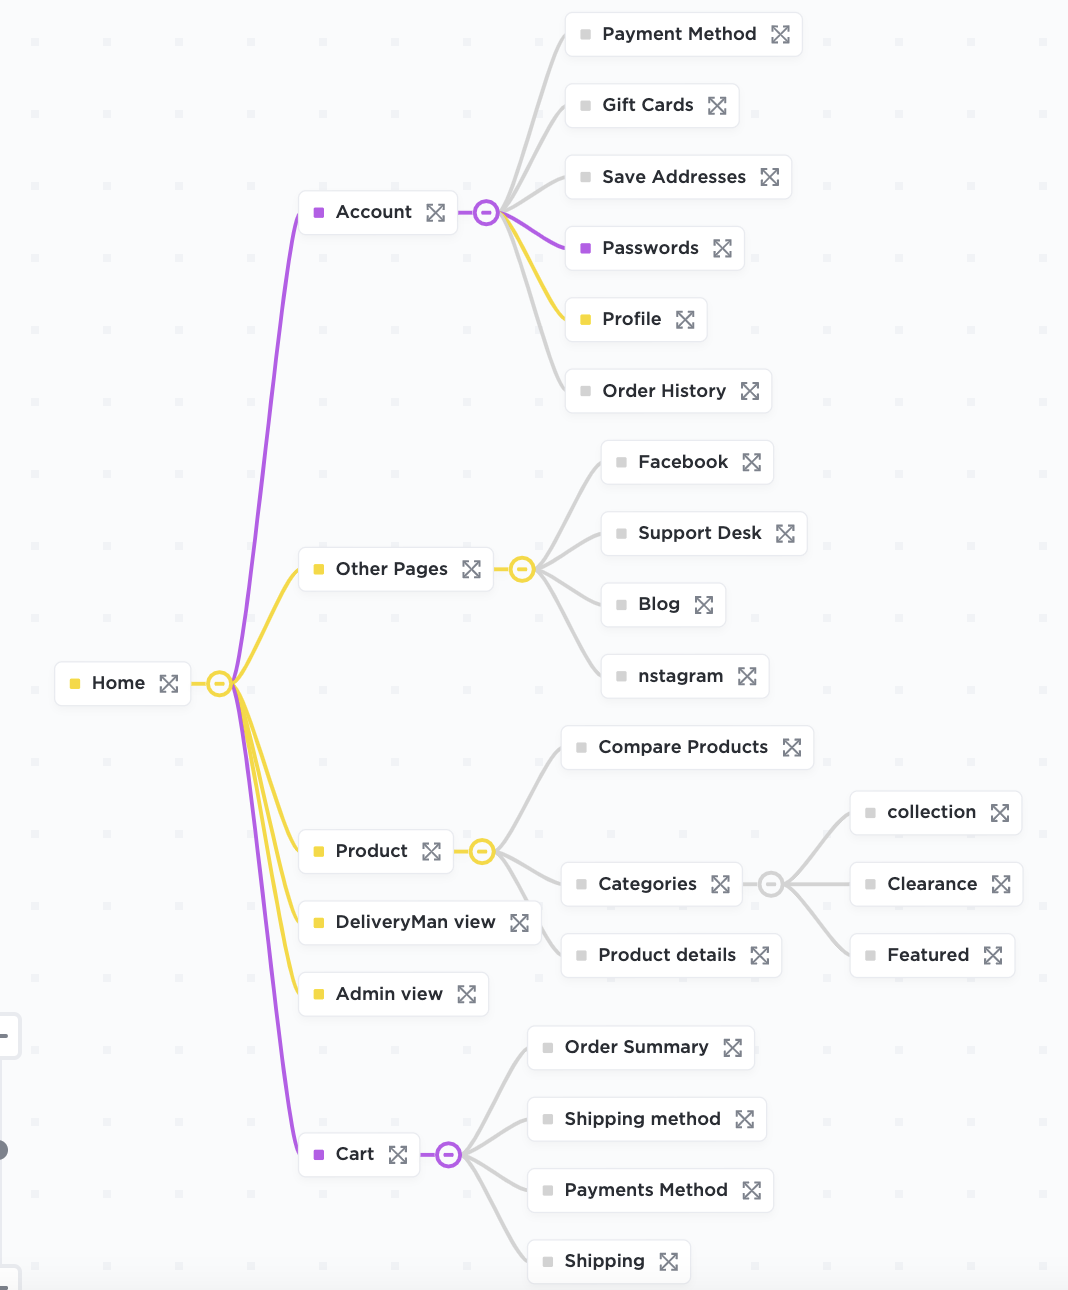 Payment Method
Gift Cards
Save Addresses
Account
Passwords
Profile
Order History
Facebook
Support Desk
Other Pages
Blog
nstagram
Home
Compare Products
collection
Product
Categories
Clearance
DeliveryMan view
Product details
Featured
Admin view
Order Summary
Shipping method
Cart
Payments Method
Shipping